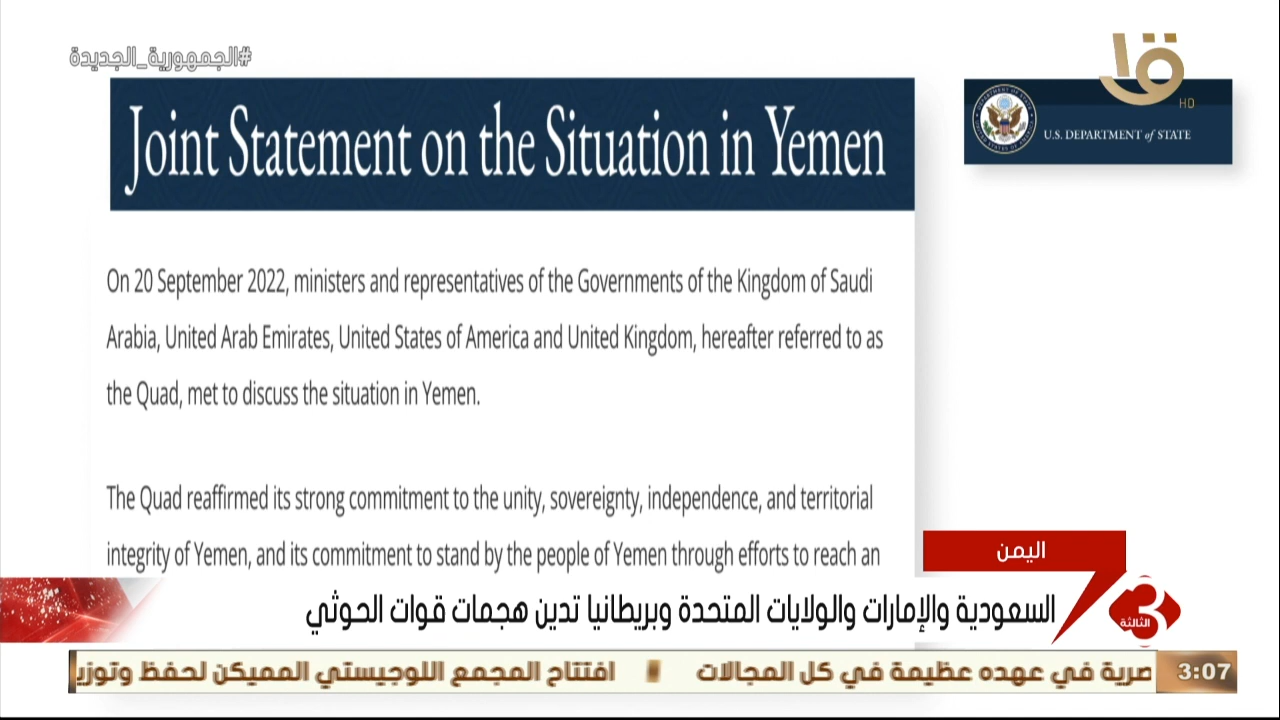 #الجمهورية_الجديدة
HD
Joint Statement on the Situation in Yemen
U.S. DEPARTMENT of STATE
On 20 September 2022, ministers and representatives of the Governments of the Kingdom of Saudi
Arabia, United Arab Emirates, United States of America and United Kingdom, hereafter referred to as
the Quad, met to discuss the situation in Yemen.
The Quad reaffirmed its strong commitment to the unity, sovereignty, independence, and territorial
integrity of Yemen, and its commitment to stand by the people of Yemen through efforts to reach an
اليمن
السعودية والإمارات والولايات المتحدة وبريطانيا تدين هجمات قوات الحوثي
3 الثالثة
صرية في عهده عظيمة في كل المجالات افتتاح المجمع اللوجيستي المميكن لحفظ وتوزي
3:07